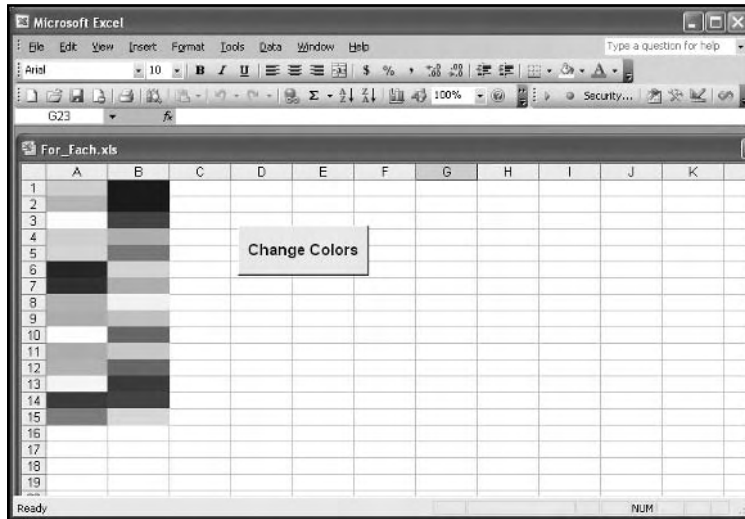 Microsoft Excel
File Edit View Insert Format Tools Data Window Help Type a question for help
Arial 10 B I U $ % ,
Σ 100% Security...
G23 fx
For_Each.xls
A B C D E F G H I J K
1
2
3
4
5
6
7
8
9
10
11
12
13
14
15
16
17
18
19
Change Colors
Ready NUM